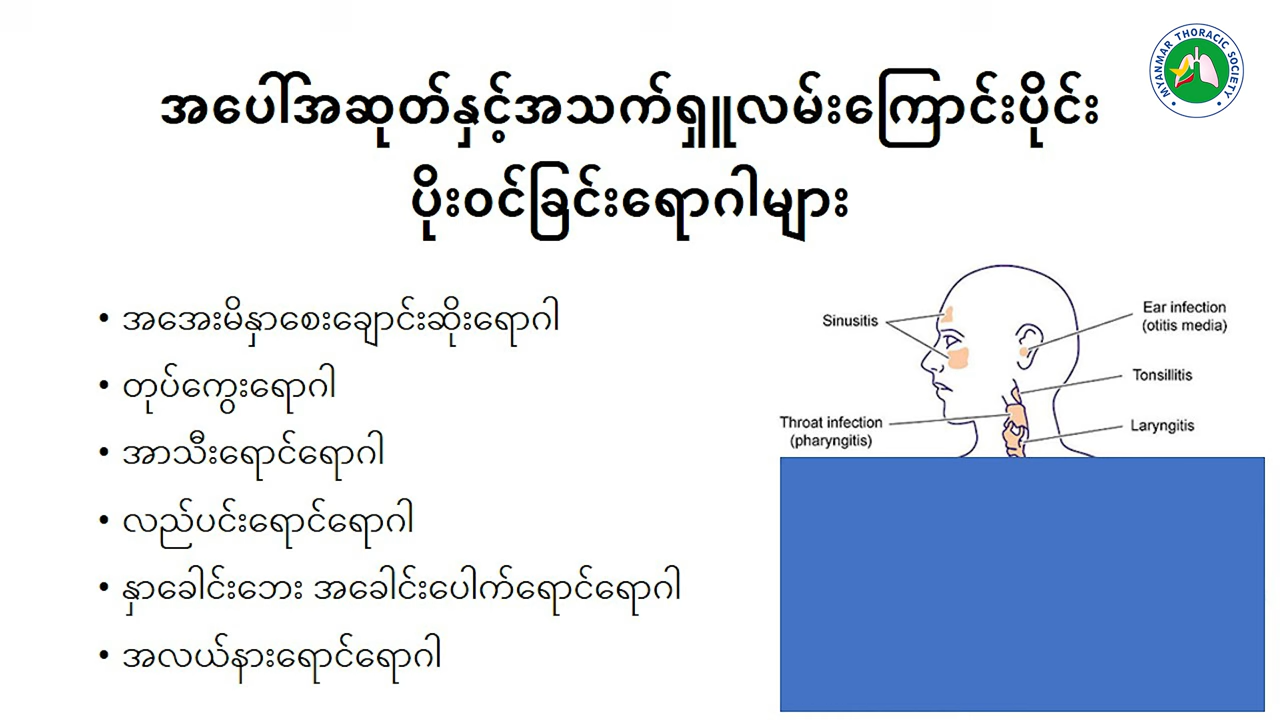 MYANMAR THORACIC SOCIETY
အပေါ်အဆုတ်နှင့်အသက်ရှူလမ်းကြောင်းပိုင်း
ပိုးဝင်ခြင်းရောဂါများ
• အအေးမိနှာစေးချောင်းဆိုးရောဂါ
• တုပ်ကွေးရောဂါ
• အာသီးရောင်ရောဂါ
• လည်ပင်းရောင်ရောဂါ
• နှာခေါင်းဘေး အခေါင်းပေါက်ရောင်ရောဂါ
• အလယ်နားရောင်ရောဂါ
Sinusitis
Ear infection
(otitis media)
Tonsillitis
Throat infection
(pharyngitis)
Laryngitis